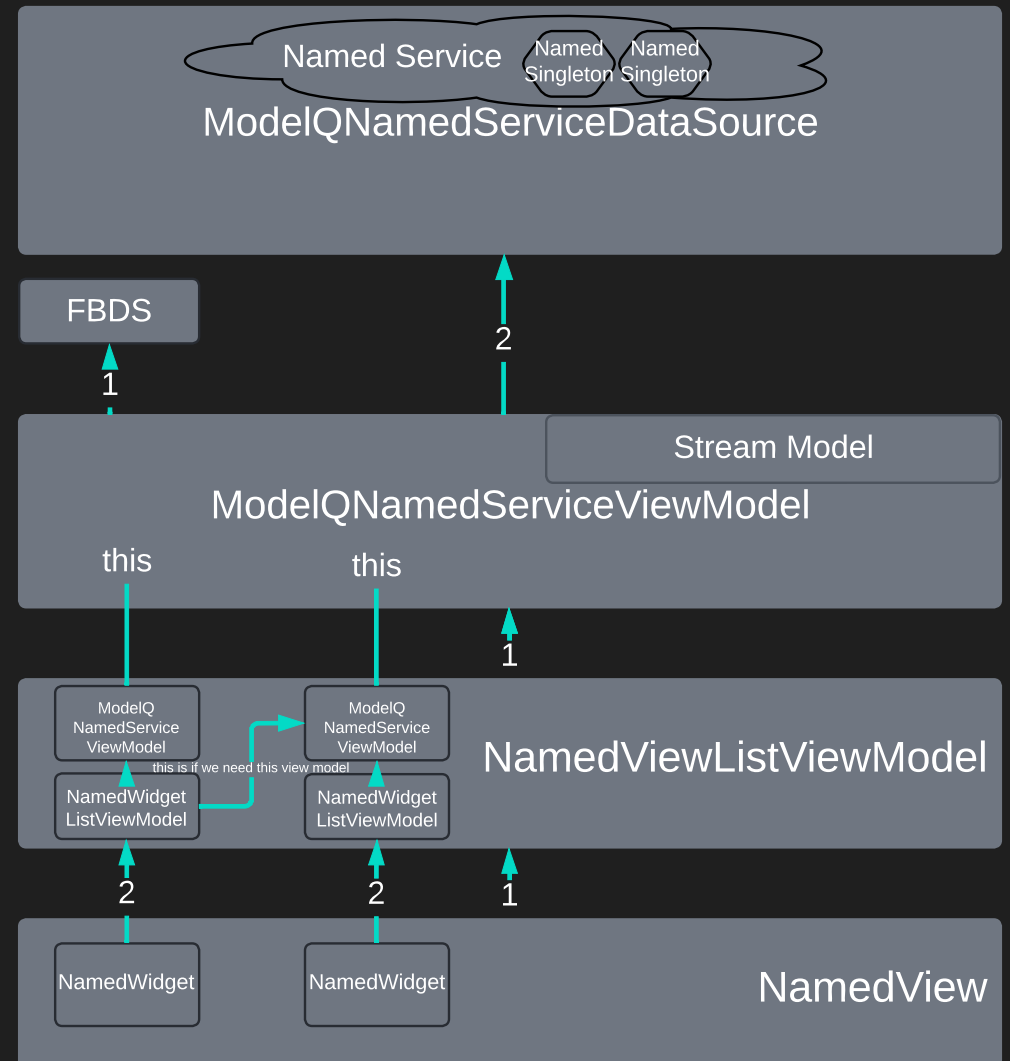 Named Service
Named
Singleton
Named
Singleton
ModelQNamedServiceDataSource
FBDS
2
1
Stream Model
ModelQNamedServiceViewModel
this
this
1
ModelQ
NamedService
ViewModel
ModelQ
NamedService
ViewModel
NamedViewListViewModel
this is if we need this view model
NamedWidget
ListViewModel
NamedWidget
ListViewModel
2
2
1
NamedWidget
NamedWidget
NamedView